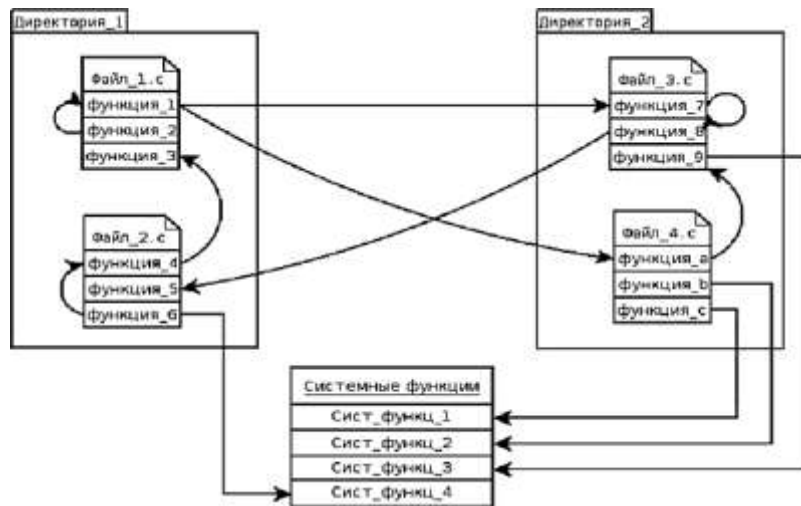 Директория_1
Файл_1.c
функция_1
функция_2
функция_3
Файл_2.c
функция_4
функция_5
функция_6
Директория_2
Файл_3.c
функция_7
функция_8
функция_9
Файл_4.c
функция_a
функция_b
функция_c
Системные функции
Сист_функц_1
Сист_функц_2
Сист_функц_3
Сист_функц_4